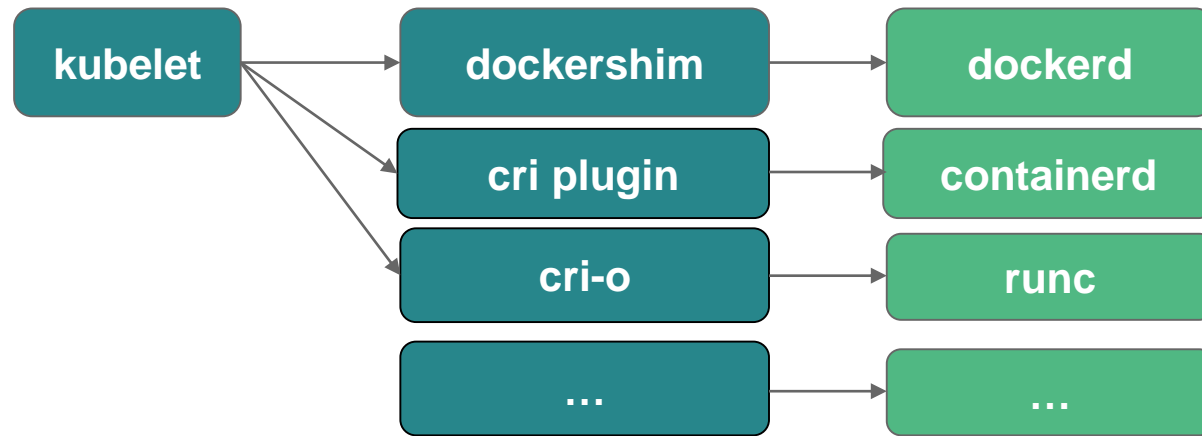 kubelet
dockershim
dockerd
cri plugin
containerd
cri-o
runc
...
...